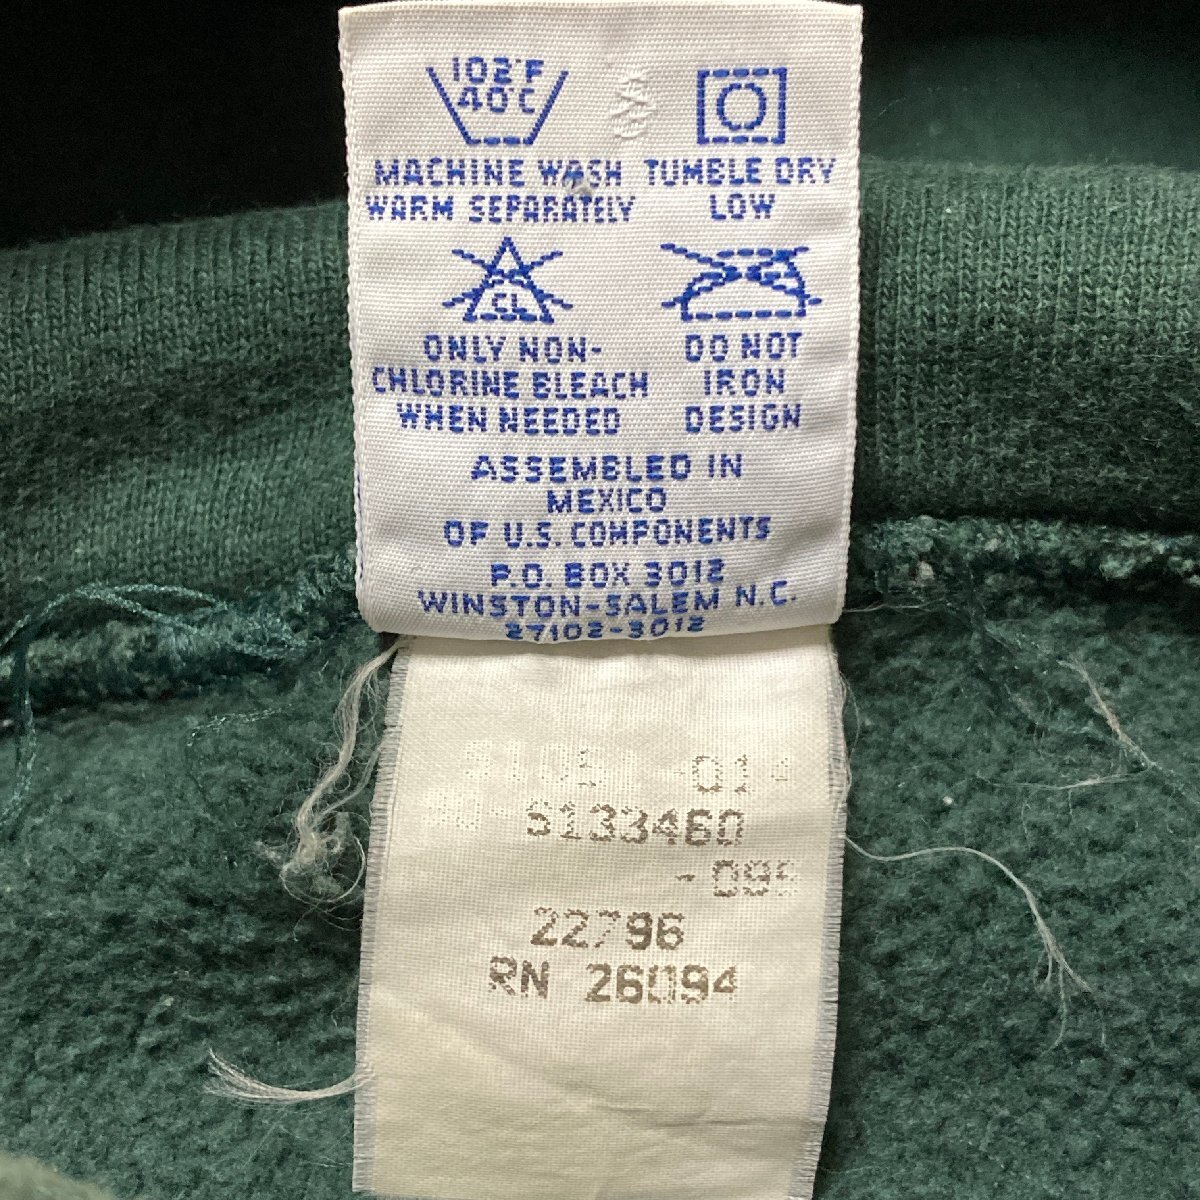 102°F
40°C
MACHINE WASH
WARM SEPARATELY
TUMBLE DRY
LOW
CL
ONLY NON-
CHLORINE BLEACH
WHEN NEEDED
DO NOT
IRON
DESIGN
ASSEMBLED IN
MEXICO
OF U.S. COMPONENTS
P.O. BOX 3012
WINSTON-SALEM N.C.
27102-3012
S133460
22796
RN 26094